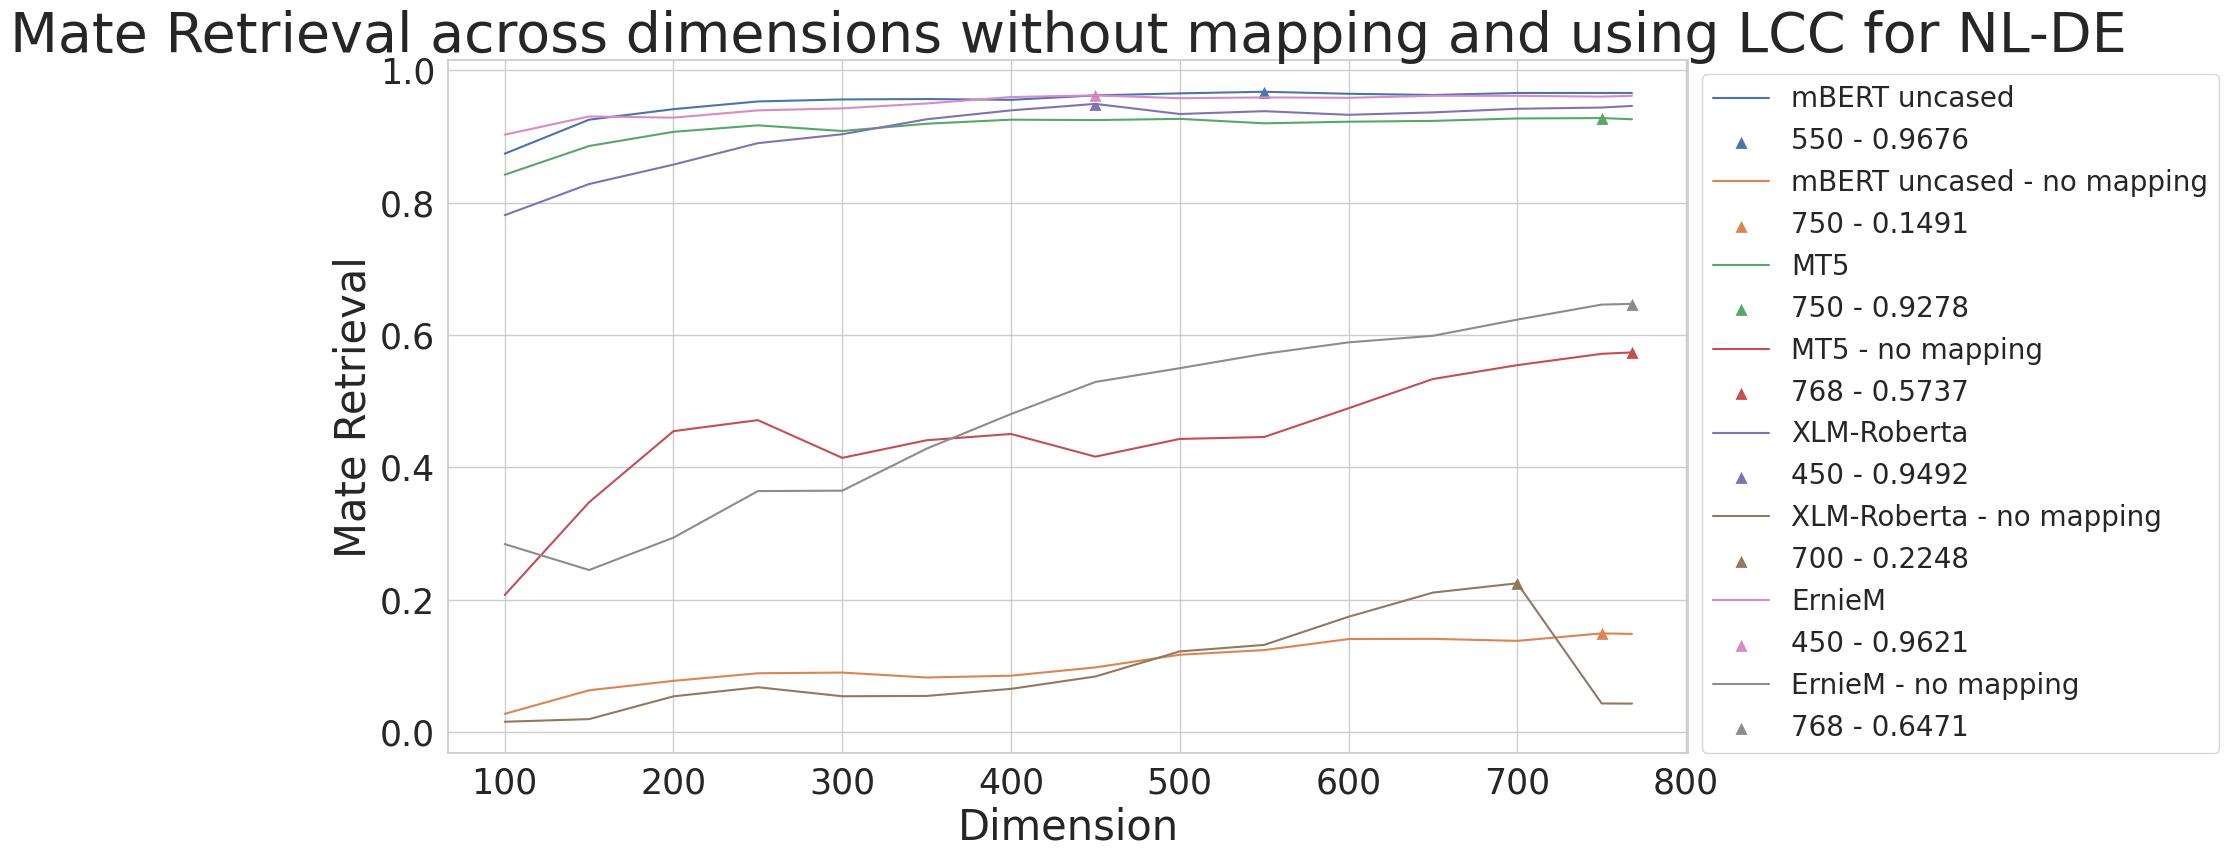 Mate Retrieval across dimensions without mapping and using LCC for NL-DE
Mate Retrieval
1.0
0.8
0.6
0.4
0.2
0.0
100 200 300 400 500 600 700 800
Dimension
mBERT uncased
550 - 0.9676
mBERT uncased - no mapping
750 - 0.1491
MT5
750 - 0.9278
MT5 - no mapping
768 - 0.5737
XLM-Roberta
450 - 0.9492
XLM-Roberta - no mapping
700 - 0.2248
ErnieM
450 - 0.9621
ErnieM - no mapping
768 - 0.6471